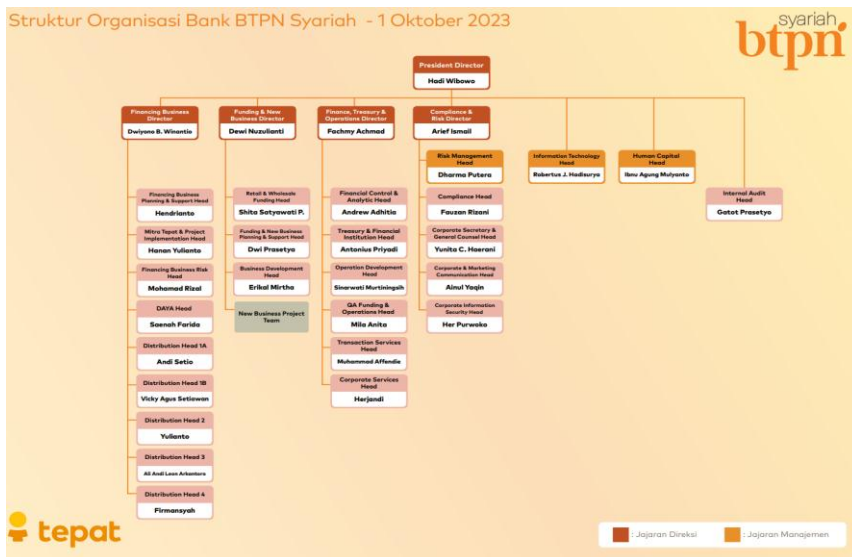 Struktur Organisasi Bank BTPN Syariah - 1 Oktober 2023
syariah
btpn
President Director
Hadi Wibowo
Financing Business
Director
Dwiyono B. Winantio
Funding & New
Business Director
Dewi Nuzulianti
Finance, Treasury &
Operations Director
Fachmy Achmad
Compliance &
Risk Director
Arief Ismail
Risk Management
Head
Dharma Putera
Information Technology
Head
Robertus J. Hadisurya
Human Capital
Head
Ibnu Agung Mulyanto
Internal Audit
Head
Gatot Prasetyo
Financing Business
Planning & Support Head
Hendrianto
Mitra Tepat & Project
Implementation Head
Hanan Yulianto
Financing Business Risk
Head
Mohamad Rizal
DAYA Head
Saenah Farida
Distribution Head 1A
Andi Setio
Distribution Head 1B
Vicky Agus Setiawan
Distribution Head 2
Yulianto
Distribution Head 3
Ali Andi Leon Arkentoro
Distribution Head 4
Firmansyah
Retail & Wholesale
Funding Head
Shita Satyawati P.
Funding & New Business
Planning & Support Head
Dwi Prasetya
Business Development
Head
Erikal Mirtha
New Business Project
Team
Financial Control &
Analytic Head
Andrew Adhitia
Treasury & Financial
Institution Head
Antonius Priyadi
Operation Development
Head
Sinarwati Murtiningsih
QA Funding &
Operations Head
Mila Anita
Transaction Services
Head
Muhammad Affendie
Corporate Services
Head
Herjandi
Compliance Head
Fauzan Rizani
Corporate Secretary &
General Counsel Head
Yunita C. Haerani
Corporate & Marketing
Communication Head
Ainul Yaqin
Corporate Information
Security Head
Her Purwoko
tepat
: Jajaran Direksi
: Jajaran Manajemen